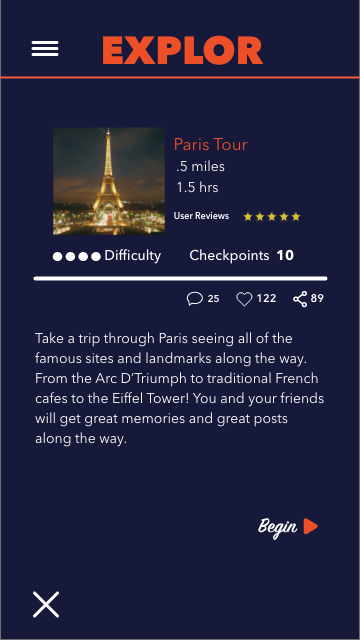 EXPLOR
Paris Tour
.5 miles
1.5 hrs
User Reviews
Difficulty
Checkpoints 10
25
122
89
Take a trip through Paris seeing all of the
famous sites and landmarks along the way.
From the Arc D’Triumph to traditional French
cafes to the Eiffel Tower! You and your friends
will get great memories and great posts
along the way.
Begin